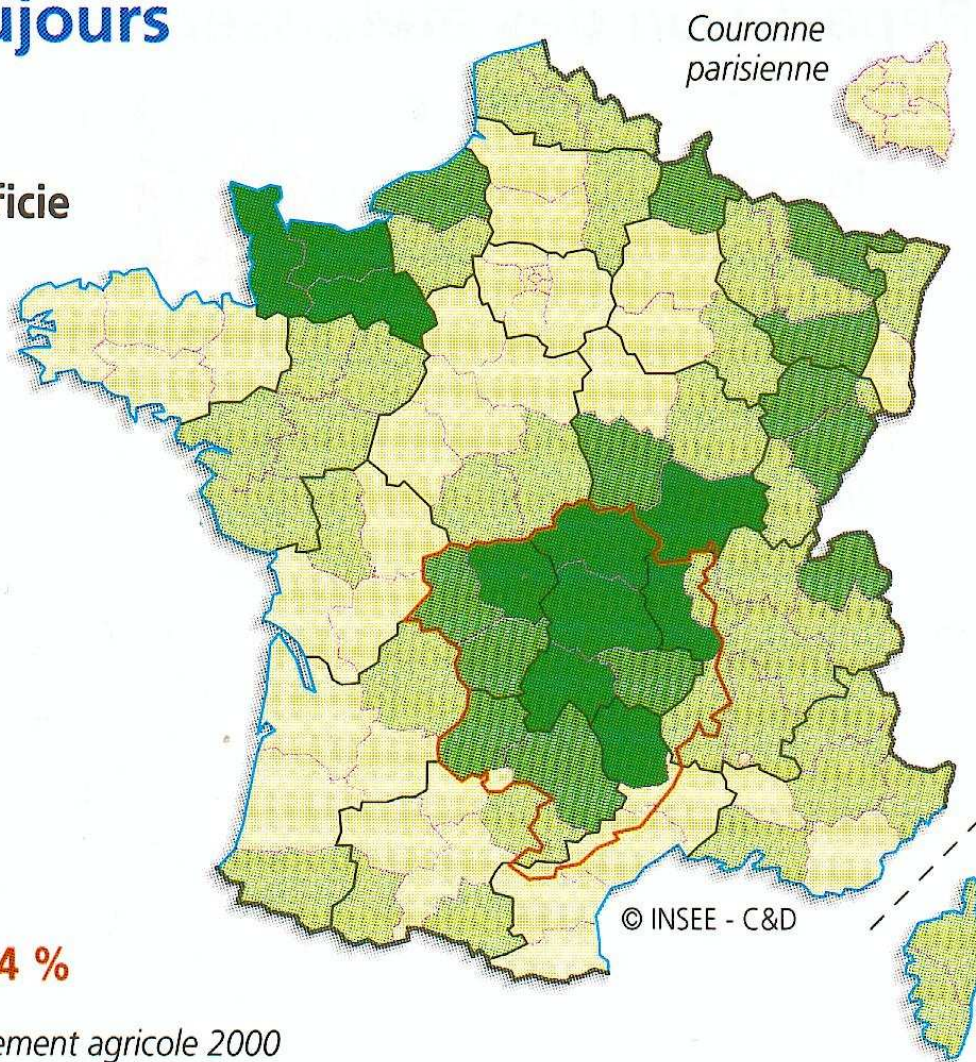 ujours
Couronne
parisienne
ficie
© INSEE - C&D
4 %
ement agricole 2000